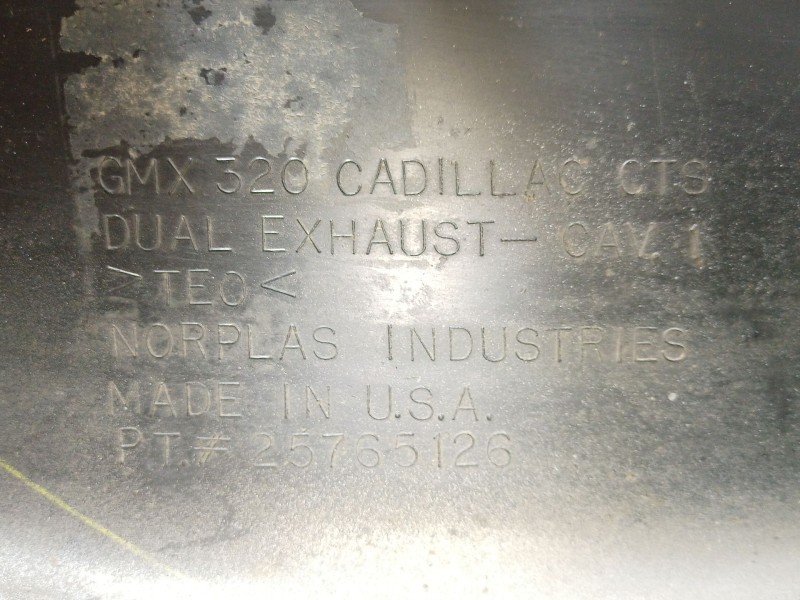 GMX 320 CADILLAC CTS
DUAL EXHAUST - CAV 1
>TEO<
NORPLAS INDUSTRIES
MADE IN U.S.A.
PT.# 25765126